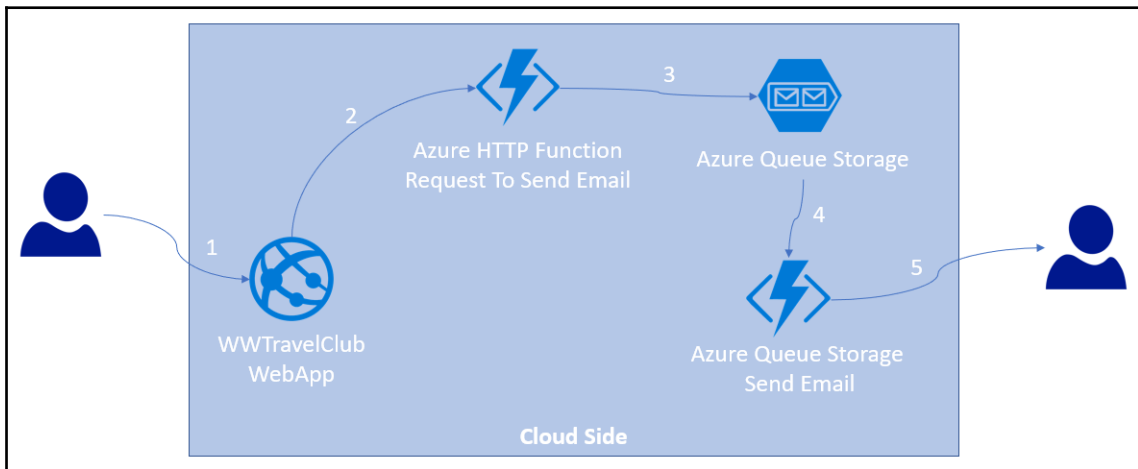 1
2
3
4
5
Azure HTTP Function
Request To Send Email
Azure Queue Storage
WWTravelClub
WebApp
Azure Queue Storage
Send Email
Cloud Side